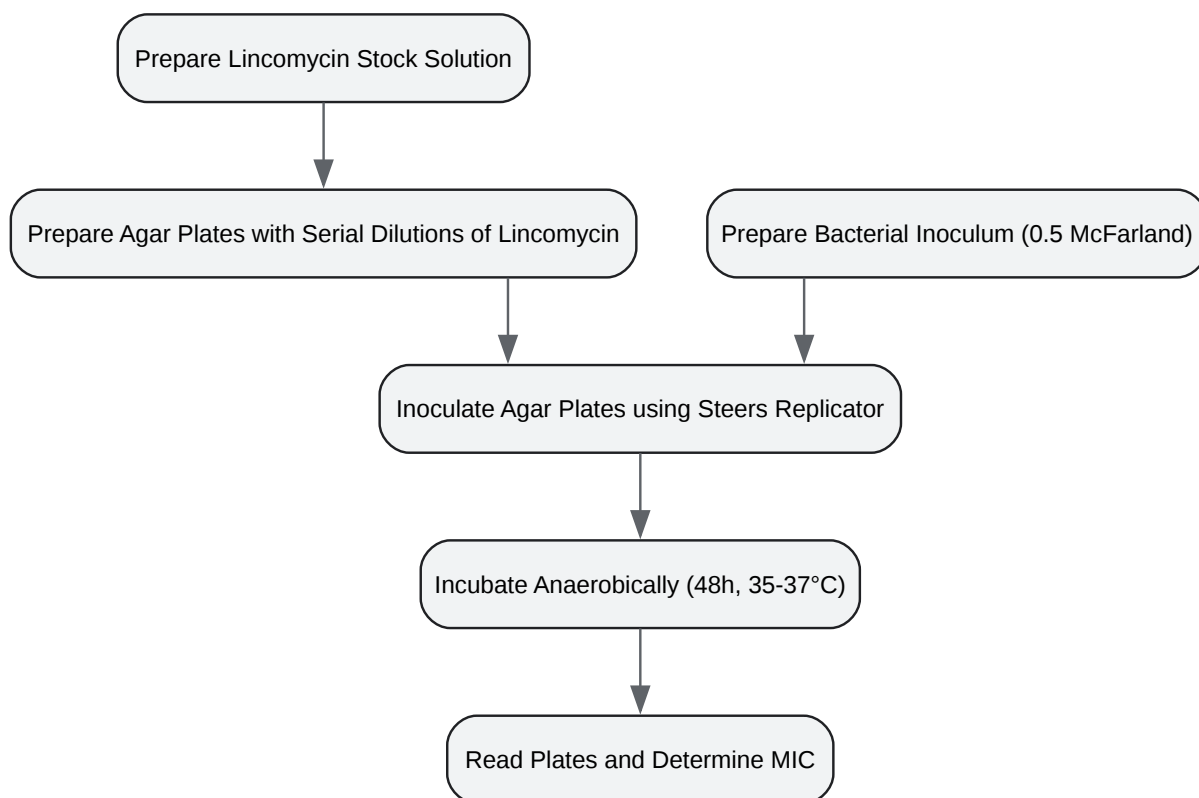 Prepare Lincomycin Stock Solution
Prepare Agar Plates with Serial Dilutions of Lincomycin
Prepare Bacterial Inoculum (0.5 McFarland)
Inoculate Agar Plates using Steers Replicator
Incubate Anaerobically (48h, 35-37°C)
Read Plates and Determine MIC